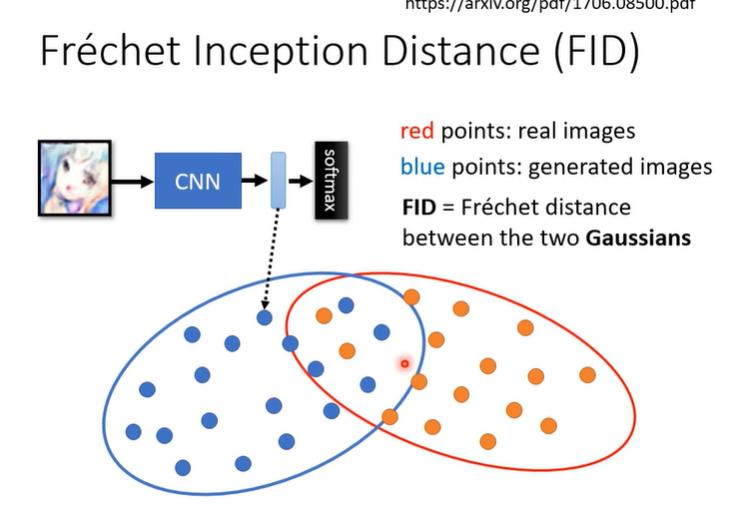 https://arxiv.org/pdf/1706.08500.pdf
Fréchet Inception Distance (FID)
CNN
softmax
red points: real images
blue points: generated images
FID = Fréchet distance
between the two Gaussians